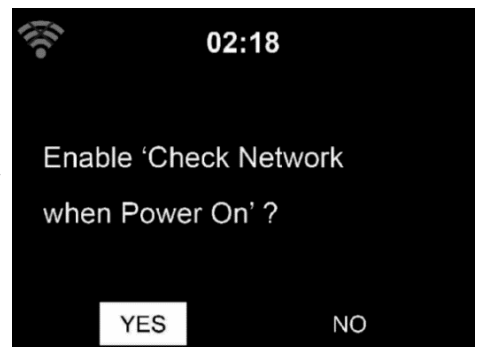 02:18
Enable ‘Check Network
when Power On’ ?
YES NO